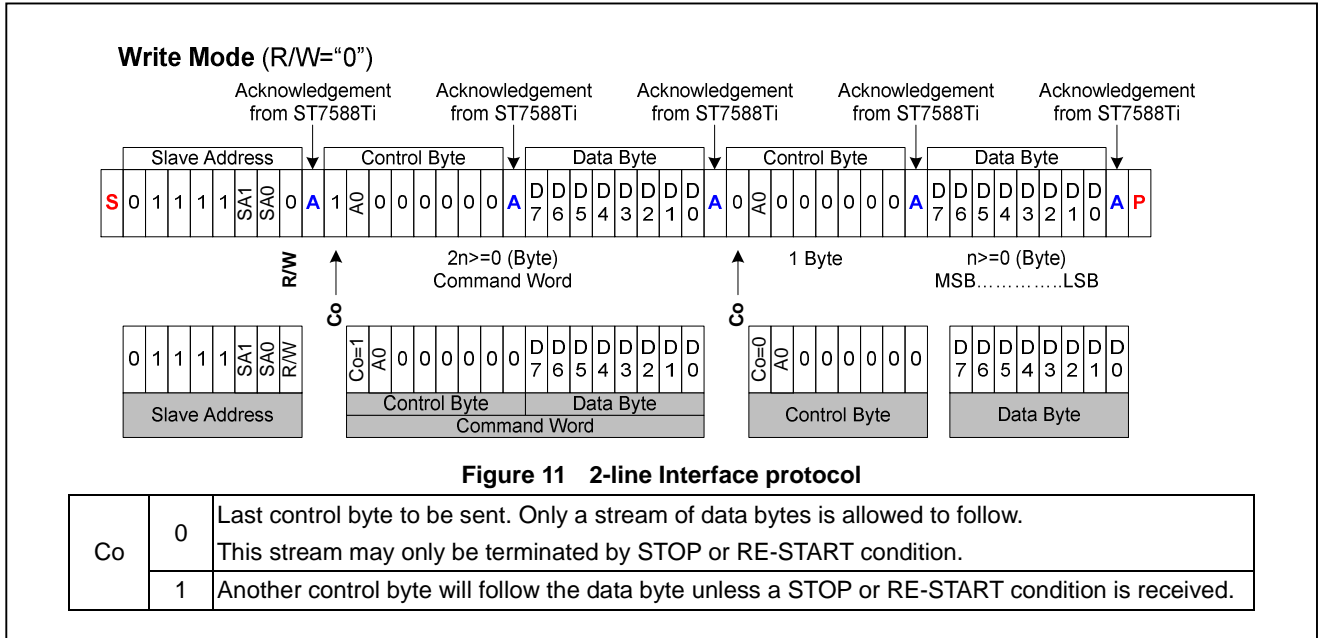 Write Mode (R/W=“0”)
Acknowledgement from ST7588Ti
Acknowledgement from ST7588Ti
Acknowledgement from ST7588Ti
Acknowledgement from ST7588Ti
Acknowledgement from ST7588Ti
Slave Address Control Byte Data Byte Control Byte Data Byte
S 0 1 1 1 1 SA1 SA0 0 A 1 A0 0 0 0 0 0 0 A D7 D6 D5 D4 D3 D2 D1 D0 A 0 A0 0 0 0 0 0 0 A D7 D6 D5 D4 D3 D2 D1 D0 A P
R/W
Co
2n>=0 (Byte)
Command Word
Co
1 Byte
n>=0 (Byte)
MSB…………..LSB
0 1 1 1 1 SA1 SA0 R/W
Slave Address
Co=1 A0 0 0 0 0 0 0 D7 D6 D5 D4 D3 D2 D1 D0
Control Byte Data Byte
Command Word
Co=0 A0 0 0 0 0 0 0
Control Byte
D7 D6 D5 D4 D3 D2 D1 D0
Data Byte
Figure 11 2-line Interface protocol
Co
0
Last control byte to be sent. Only a stream of data bytes is allowed to follow.
This stream may only be terminated by STOP or RE-START condition.
1
Another control byte will follow the data byte unless a STOP or RE-START condition is received.